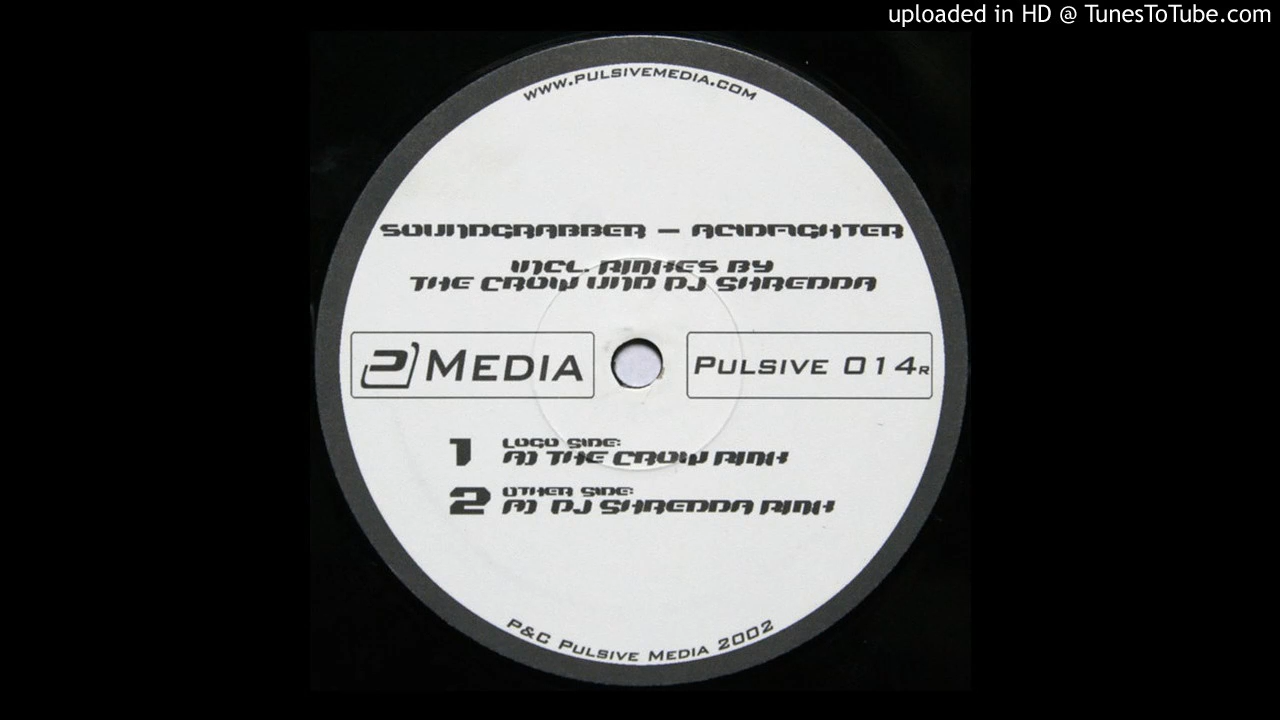 uploaded in HD @ TunesToTube.com
www.pulsivemedia.com
SOUNDGRABBER — ACIDFIGHTER
INCL. RMXES BY
THE CROW UND DJ SHREDDA
MEDIA
PULSIVE 014R
1 LOGO SIDE:
A) THE CROW RMX
2 OTHER SIDE:
A) DJ SHREDDA RMX
P&C PULSIVE MEDIA 2002